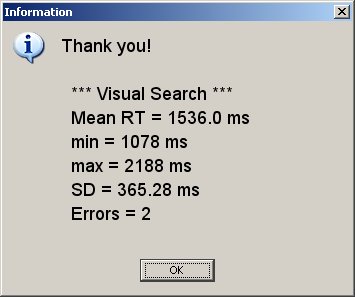 Information
Thank you!
*** Visual Search ***
Mean RT = 1536.0 ms
min = 1078 ms
max = 2188 ms
SD = 365.28 ms
Errors = 2
OK